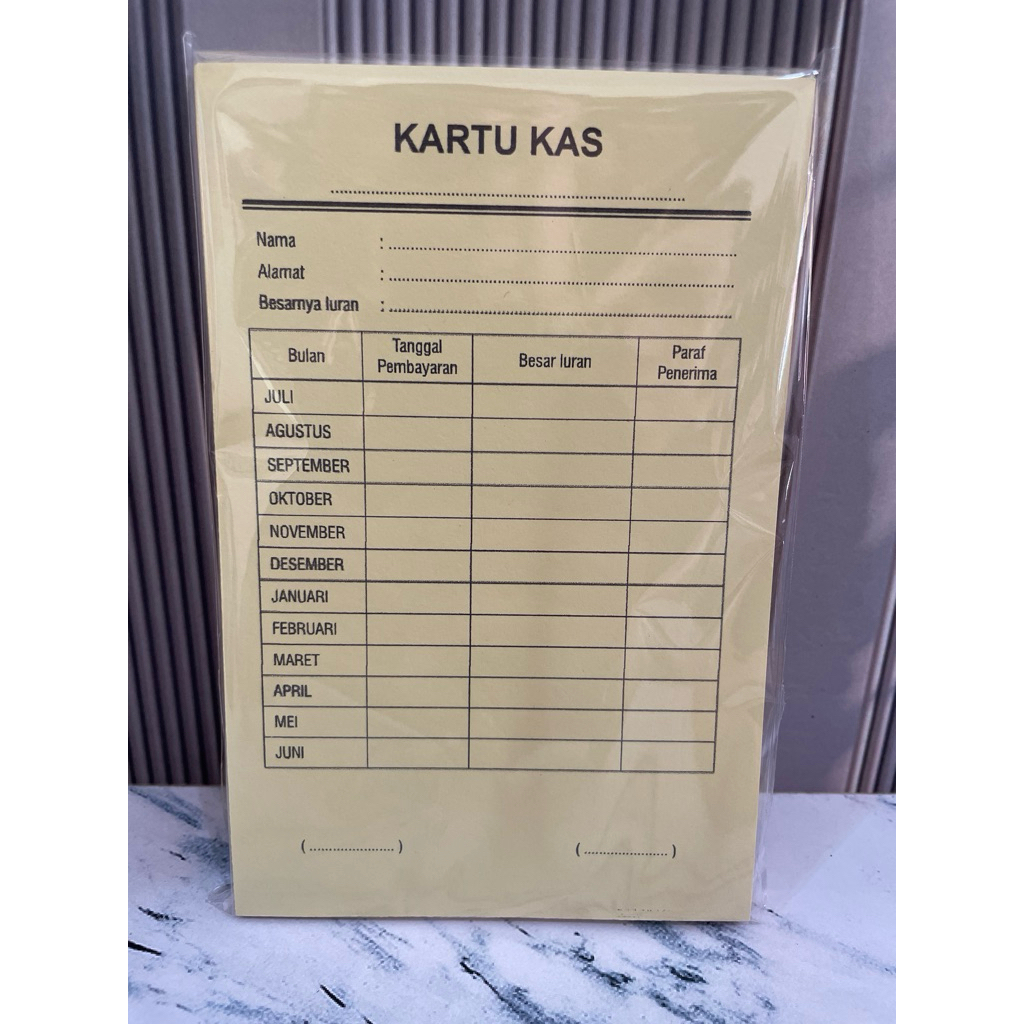 KARTU KAS
........................................................................
Nama : ........................................................................
Alamat : ........................................................................
Besarnya Iuran : ........................................................................
Bulan Tanggal Pembayaran Besar Iuran Paraf Penerima
JULI
AGUSTUS
SEPTEMBER
OKTOBER
NOVEMBER
DESEMBER
JANUARI
FEBRUARI
MARET
APRIL
MEI
JUNI
(......................) (......................)